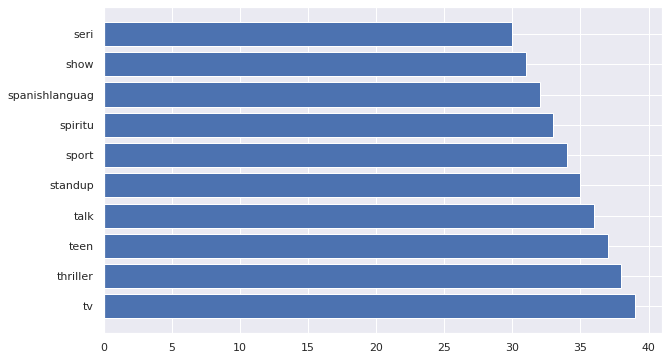 seri
show
spanishlanguag
spiritu
sport
standup
talk
teen
thriller
tv
0 5 10 15 20 25 30 35 40